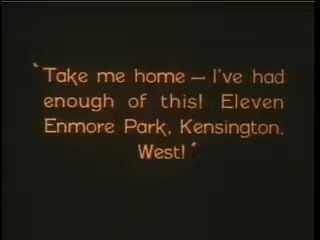 'Take me home — I've had
enough of this! Eleven
Enmore Park, Kensington,
West!'